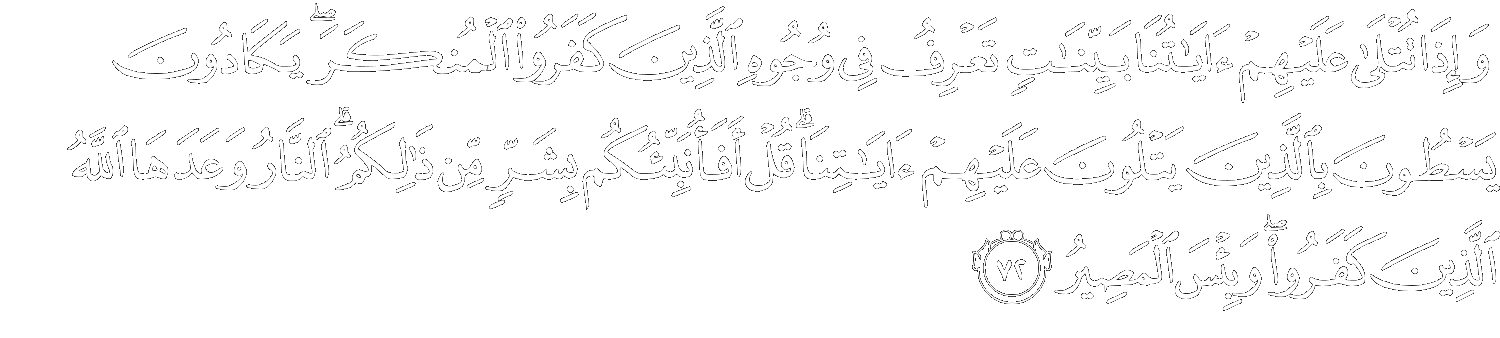 وَإِذَا تُتْلَىٰ عَلَيْهِمْ ءَايَـٰتُنَا بَيِّنَـٰتٍ تَعْرِفُ فِى وُجُوهِ ٱلَّذِينَ كَفَرُوا۟ ٱلْمُنكَرَ ۖ يَكَادُونَ
يَسْطُونَ بِٱلَّذِينَ يَتْلُونَ عَلَيْهِمْ ءَايَـٰتِنَا ۗ قُلْ أَفَأُنَبِّئُكُم بِشَرٍّ مِّن ذَٰلِكُمُ ۗ ٱلنَّارُ وَعَدَهَا ٱللَّهُ
ٱلَّذِينَ كَفَرُوا۟ ۖ وَبِئْسَ ٱلْمَصِيرُ ٧٢